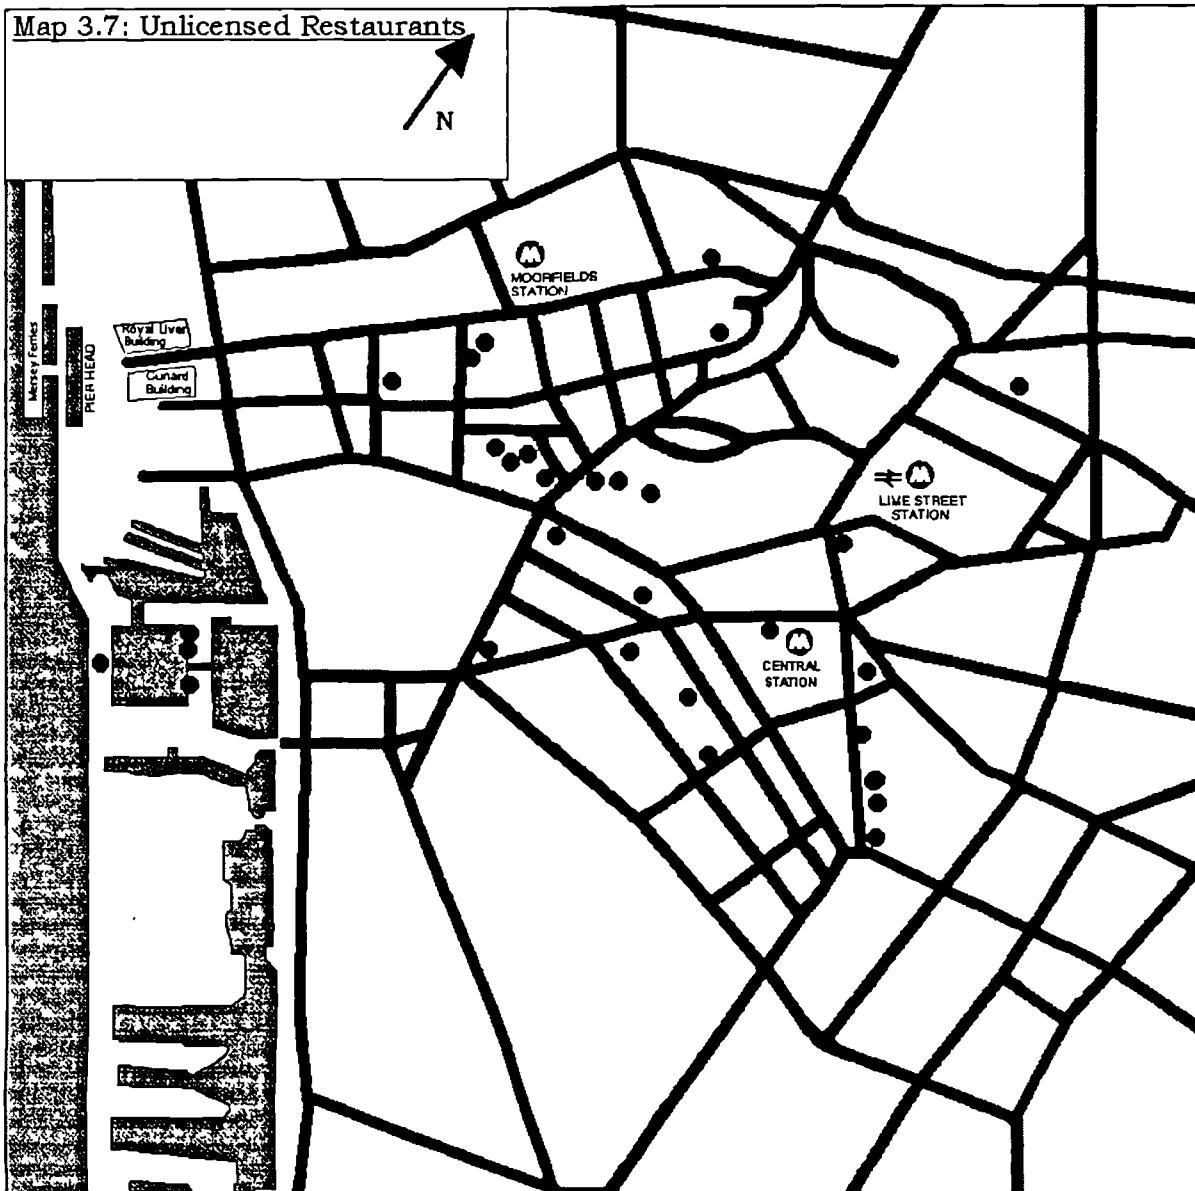 Map 3.7: Unlicensed Restaurants
N
M
MOORFIELDS
STATION
Royal Liver
Building
Cunard
Building
Mersey Ferries
PIER HEAD
M
LIME STREET
STATION
M
CENTRAL
STATION